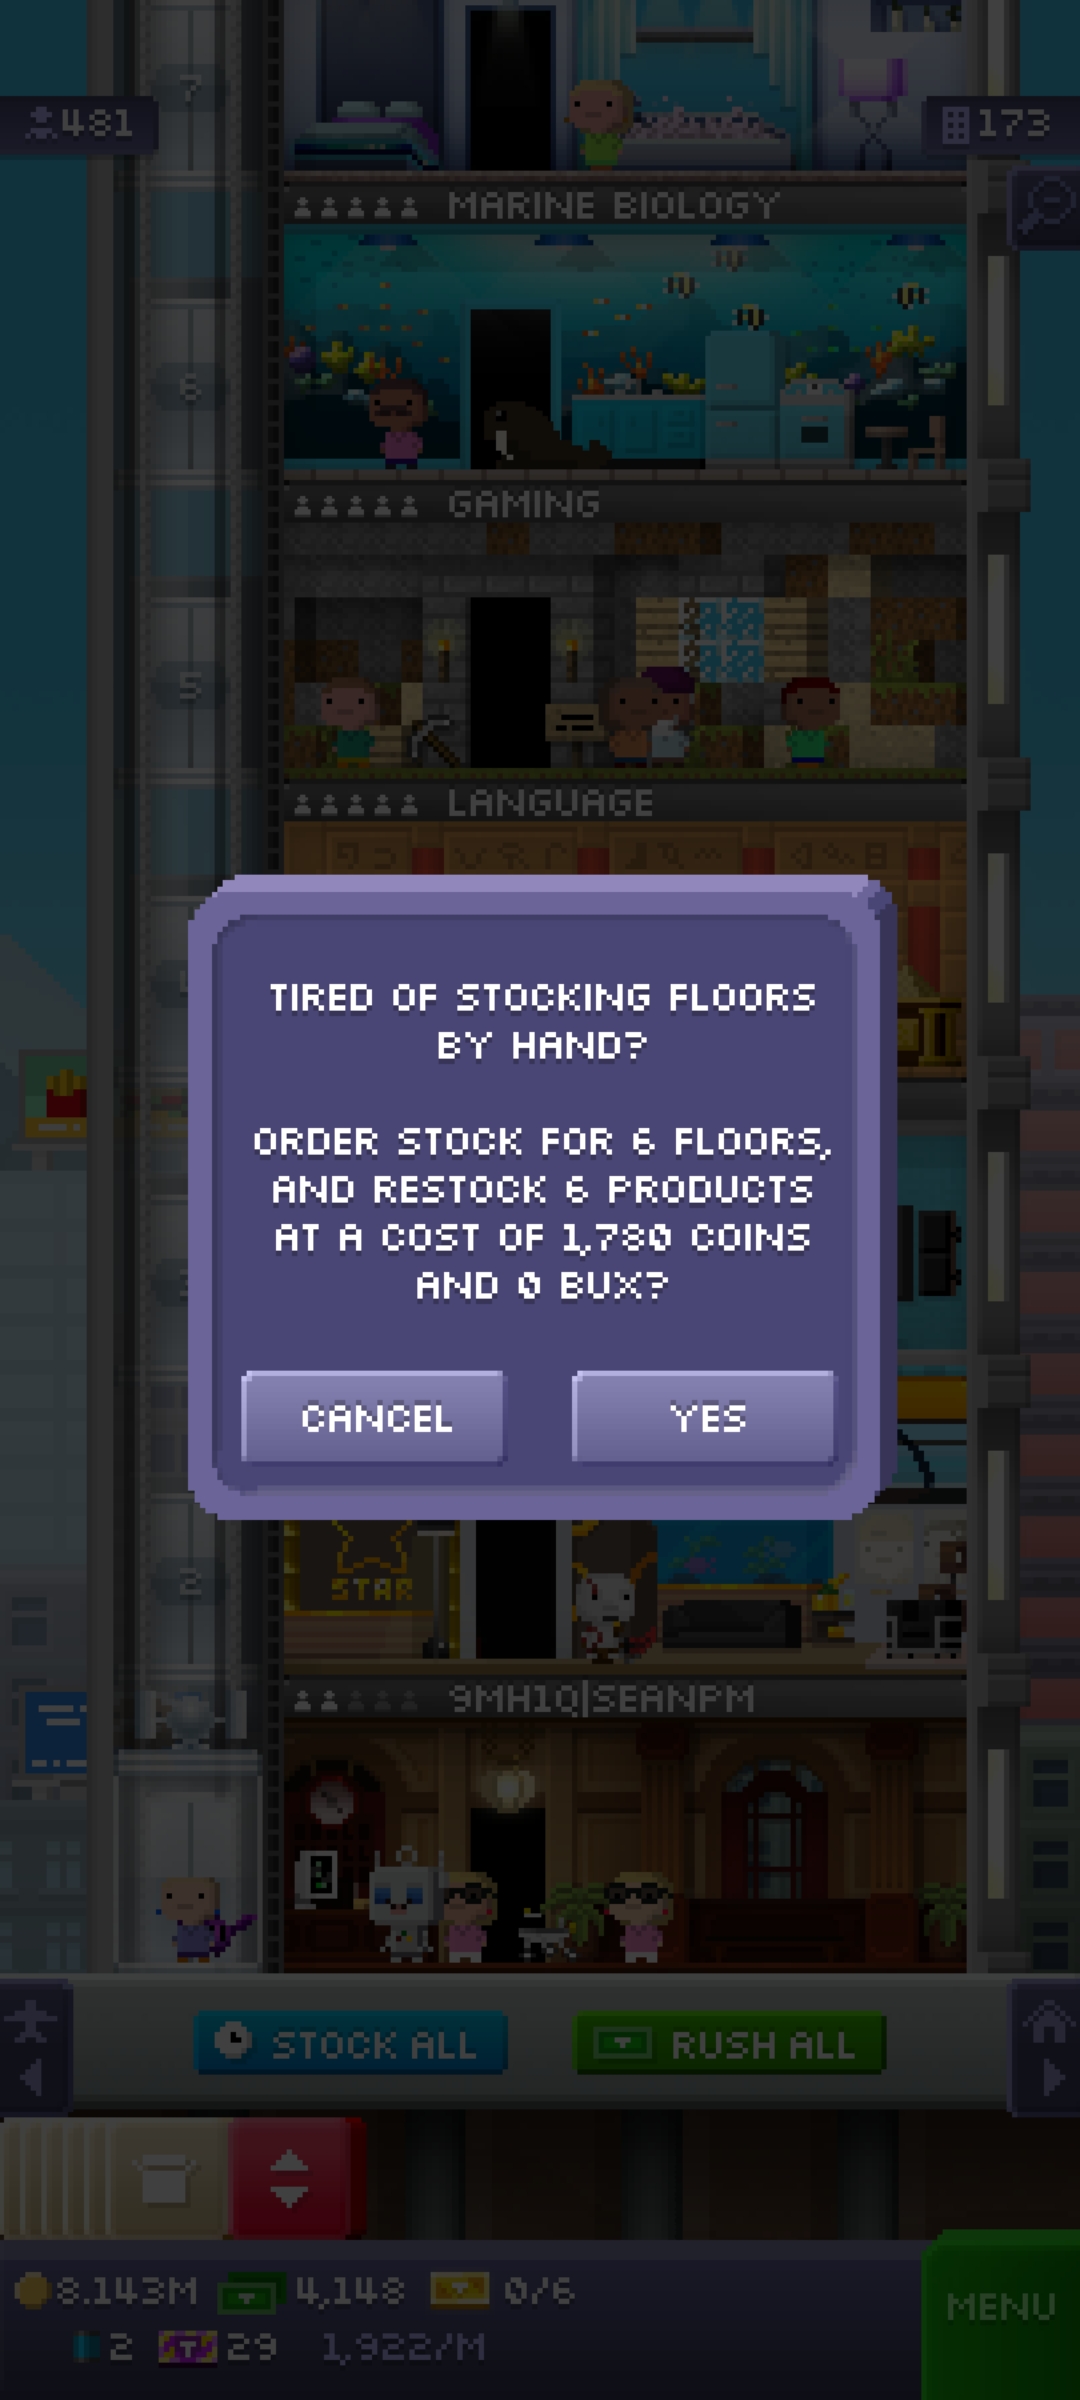 7
481
173
MARINE BIOLOGY
6
GAMING
5
LANGUAGE
TIRED OF STOCKING FLOORS
BY HAND?
ORDER STOCK FOR 6 FLOORS,
AND RESTOCK 6 PRODUCTS
AT A COST OF 1,780 COINS
AND 0 BUX?
CANCEL
YES
2
STAR
9MH1Q|SEANPM
STOCK ALL
RUSH ALL
8.143M
4,148
0/6
MENU
2
29
1,922/M